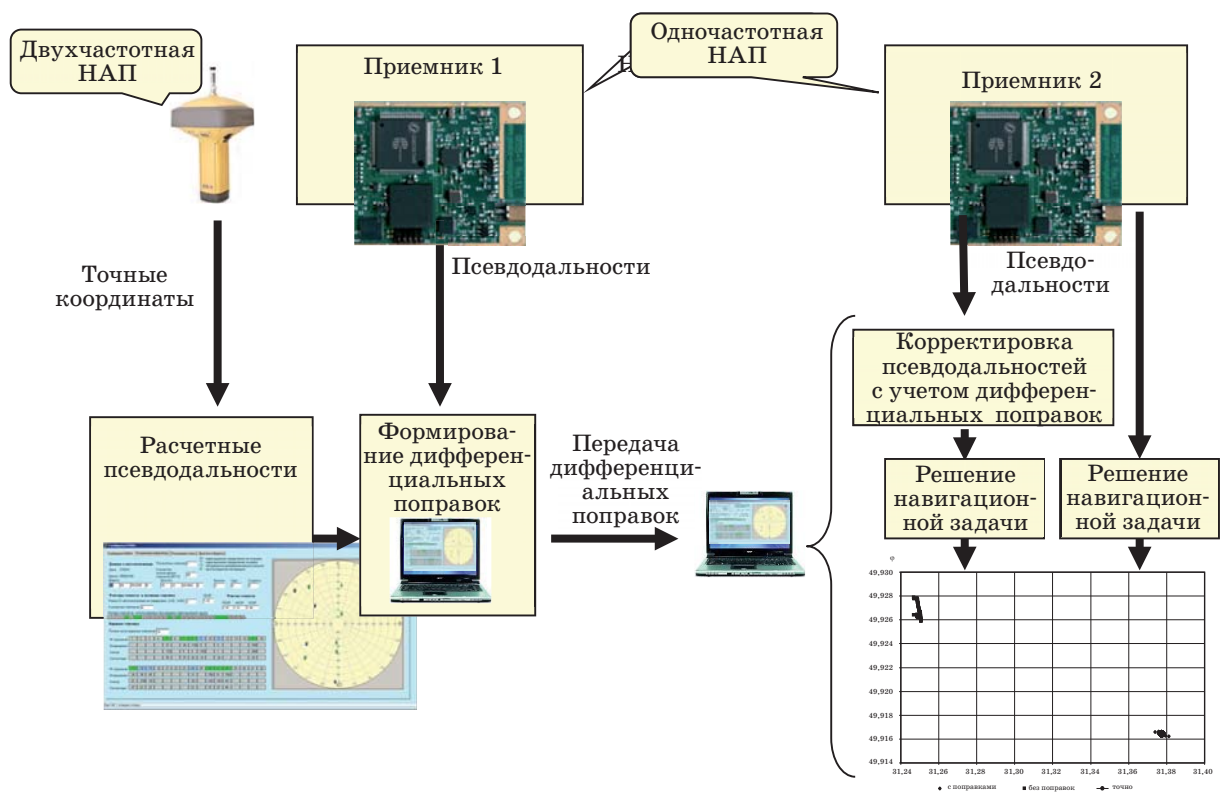 Двухчастотная
НАП
Приемник 1
Одночастотная
НАП
Приемник 2
Точные
координаты
Псевдодальности
Псевдо-
дальности
Корректировка
псевдодальностей
с учетом дифферен-
циальных поправок
Расчетные
псевдодальности
Формирова-
ние дифферен-
циальных
поправок
Передача
дифференци-
альных
поправок
Решение
навигацион-
ной задачи
Решение
навигацион-
ной задачи
φ
49,930
49,928
49,926
49,924
49,922
49,920
49,918
49,916
49,914
31,24 31,26 31,28 31,30 31,32 31,34 31,36 31,38 31,40
с поправками без поправок точно